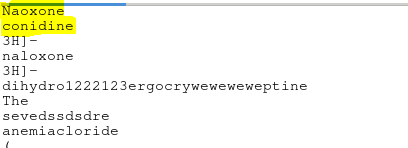 Naoxone
conidine
3H]-
naloxone
3H]-
dihydro1222123ergocryweweweweptine
The
sevedssdsdre
anemiacloride
(